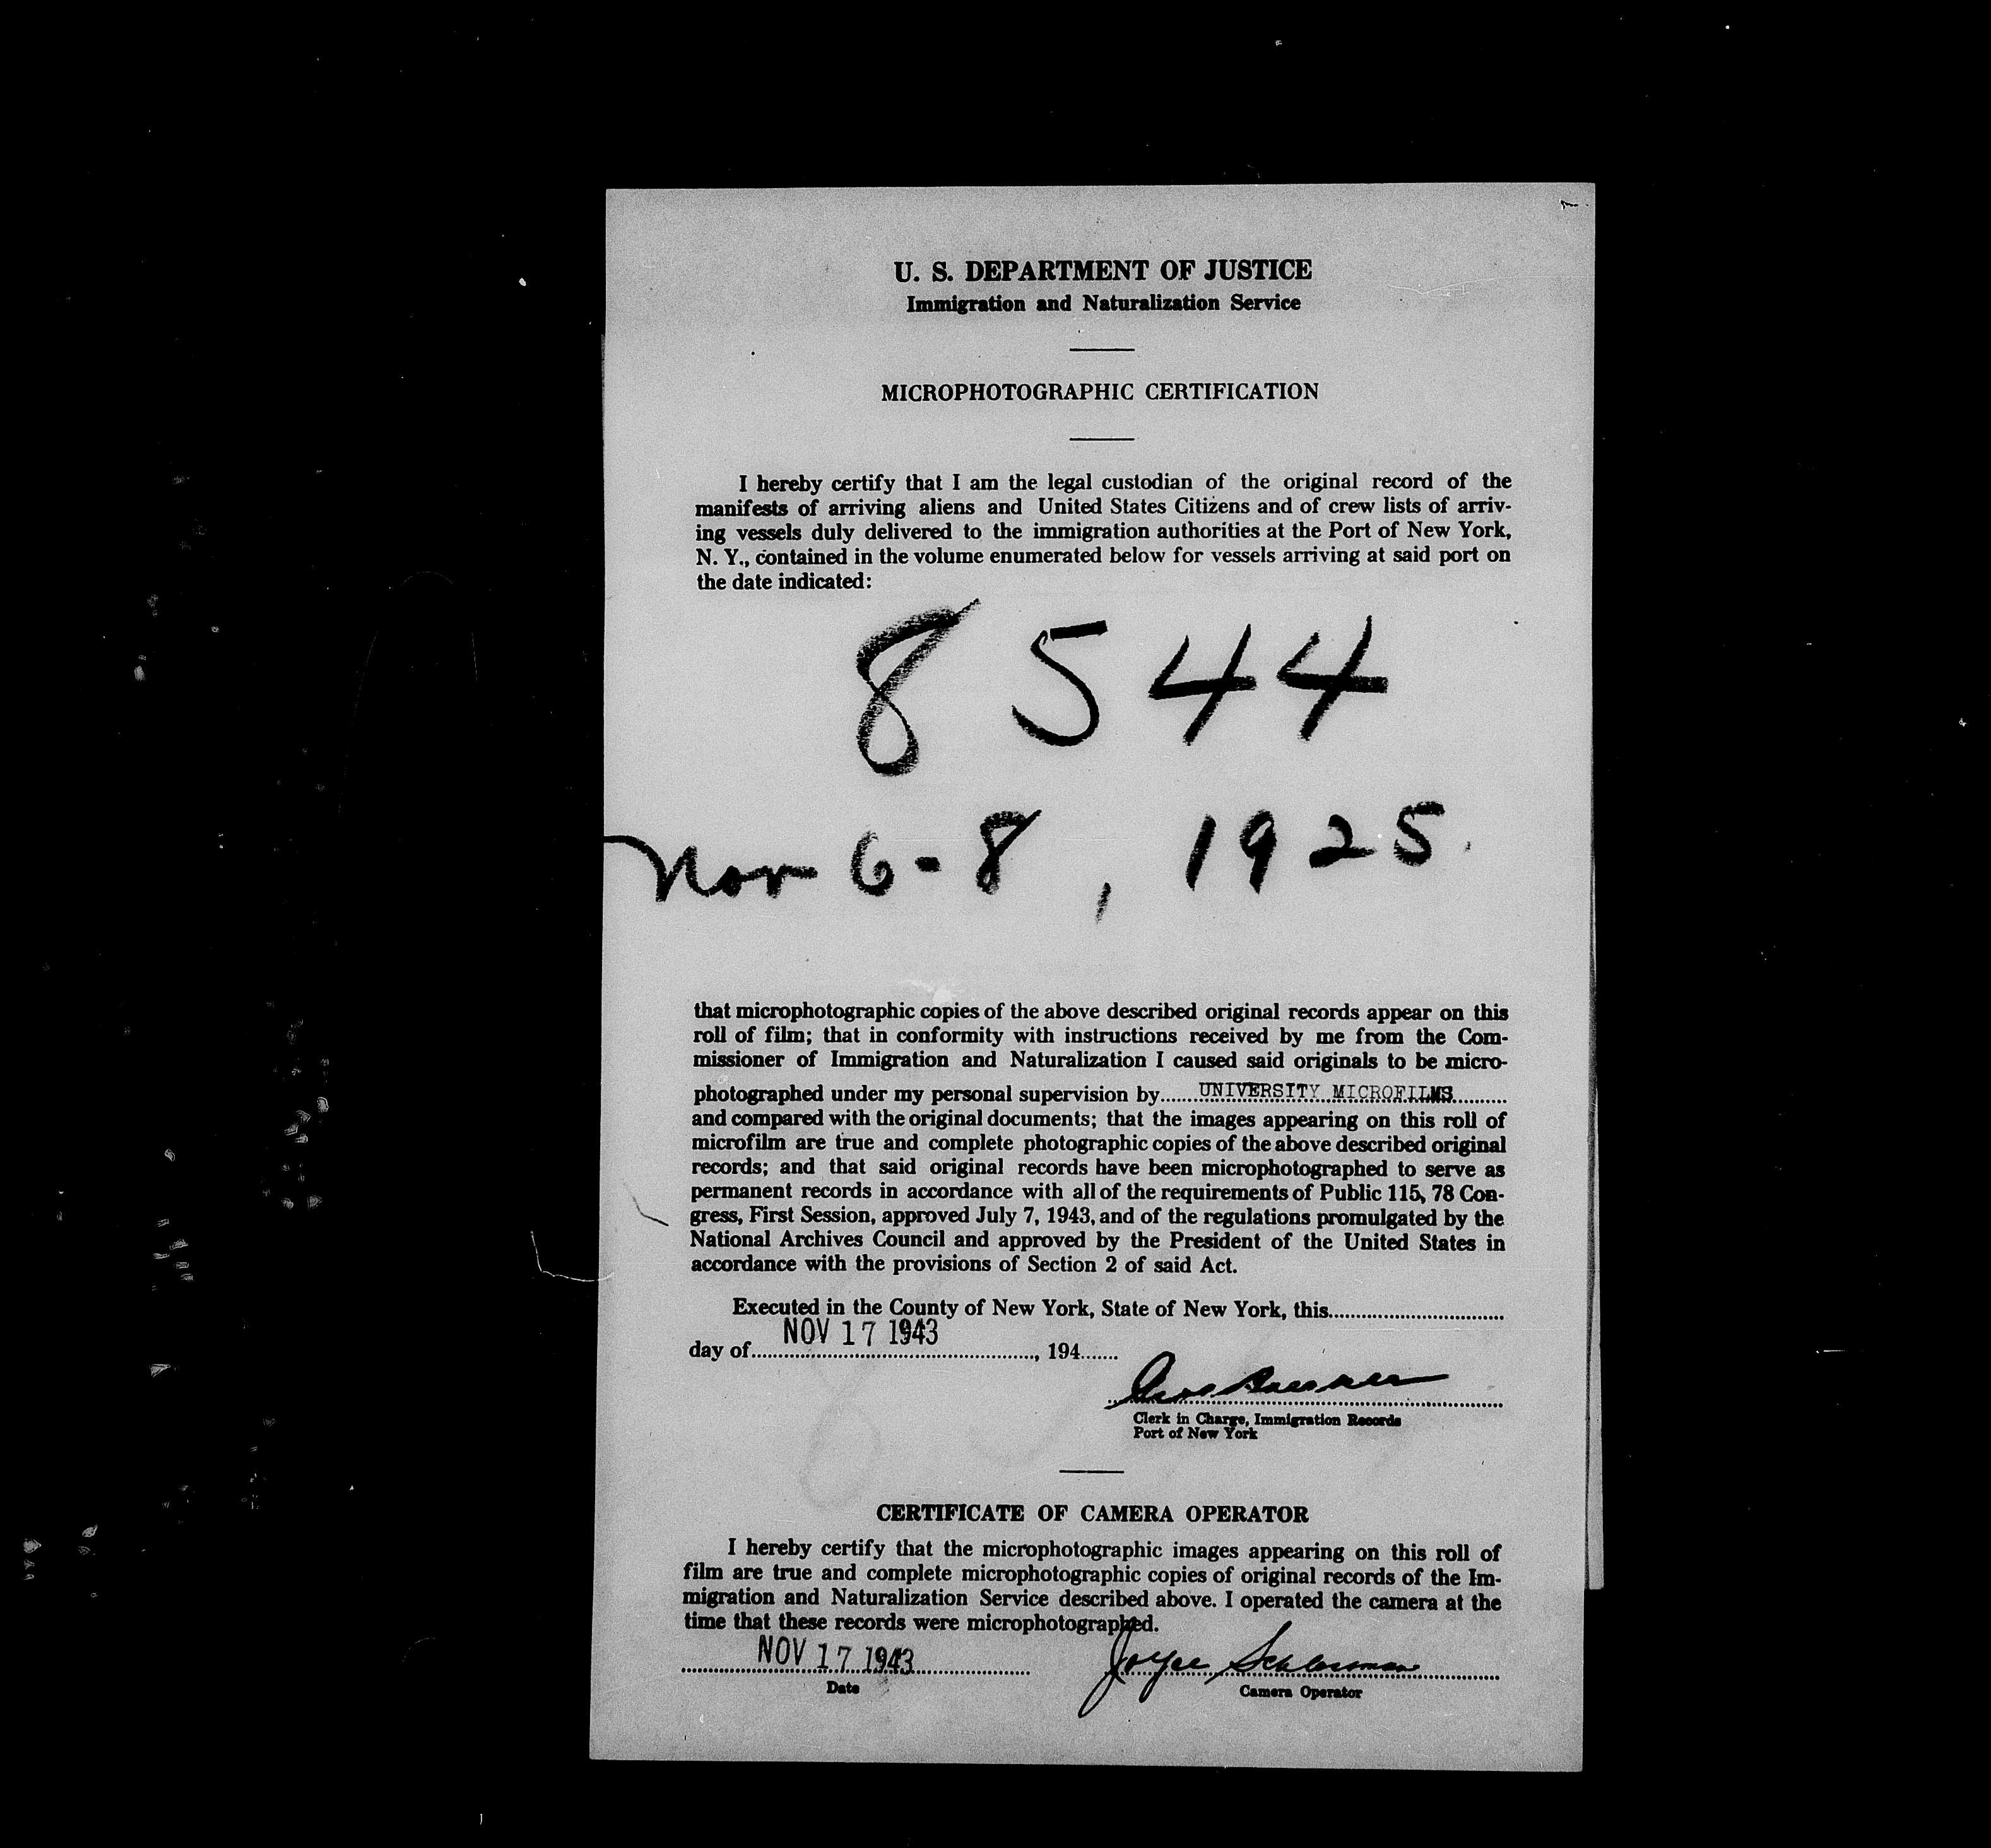 U. S. DEPARTMENT OF JUSTICE
Immigration and Naturalization Service
MICROPHOTOGRAPHIC CERTIFICATION
I hereby certify that I am the legal custodian of the original record of the
manifests of arriving aliens and United States Citizens and of crew lists of arriv-
ing vessels duly delivered to the immigration authorities at the Port of New York,
N. Y., contained in the volume enumerated below for vessels arriving at said port on
the date indicated:
8544
Nov 6-8, 1925.
that microphotographic copies of the above described original records appear on this
roll of film; that in conformity with instructions received by me from the Com-
missioner of Immigration and Naturalization I caused said originals to be micro-
photographed under my personal supervision by UNIVERSITY MICROFILMS
and compared with the original documents; that the images appearing on this roll of
microfilm are true and complete photographic copies of the above described original
records; and that said original records have been microphotographed to serve as
permanent records in accordance with all of the requirements of Public 115, 78 Con-
gress, First Session, approved July 7, 1943, and of the regulations promulgated by the
National Archives Council and approved by the President of the United States in
accordance with the provisions of Section 2 of said Act.
Executed in the County of New York, State of New York, this
NOV 17 1943
day of , 194
Clerk in Charge, Immigration Records
Port of New York
CERTIFICATE OF CAMERA OPERATOR
I hereby certify that the microphotographic images appearing on this roll of
film are true and complete microphotographic copies of original records of the Im-
migration and Naturalization Service described above. I operated the camera at the
time that these records were microphotographed.
NOV 17 1943 Joyce
Date Camera Operator